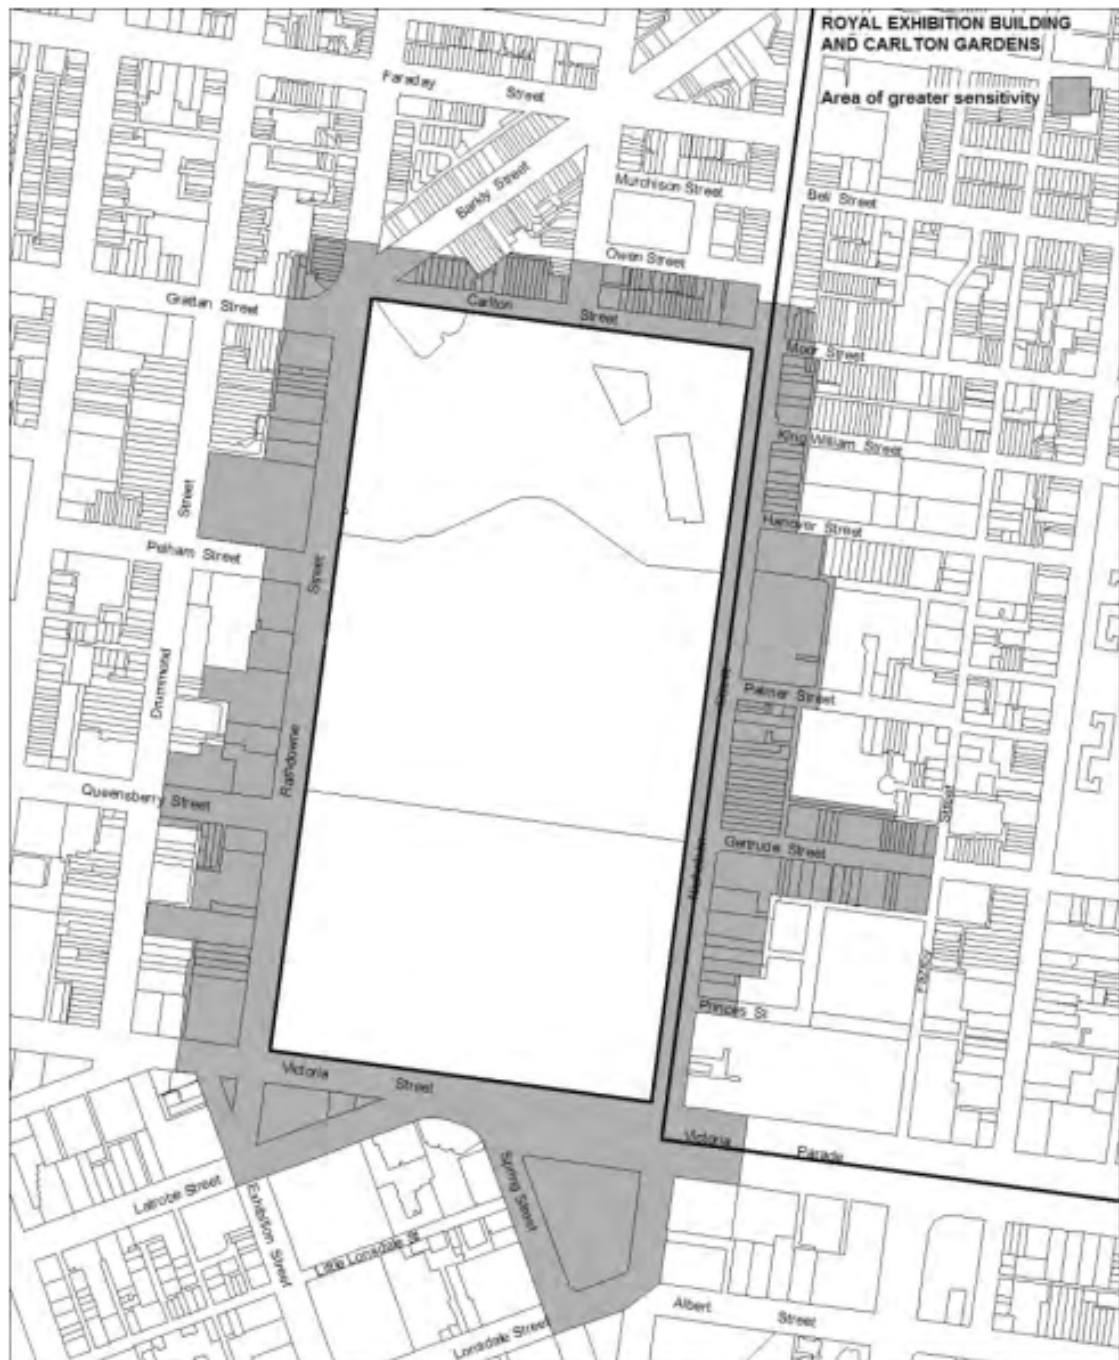 ROYAL EXHIBITION BUILDING
AND CARLTON GARDENS
Area of greater sensitivity
Faraday Street
Barkly Street
Murchison Street
Bell Street
Owen Street
Grattan Street
Carlton Street
Moor Street
King William Street
Street
Hanover Street
Pelham Street
Street
Drummond
Street
Palmer Street
Rathdowne
Queensberry Street
Street
Gertrude Street
Nicholson
Fitzroy
Princes St
Victoria Street
Victoria Parade
Spring Street
Latrobe Street
Exhibition Street
Little Lonsdale St
Albert Street
Lonsdale Street